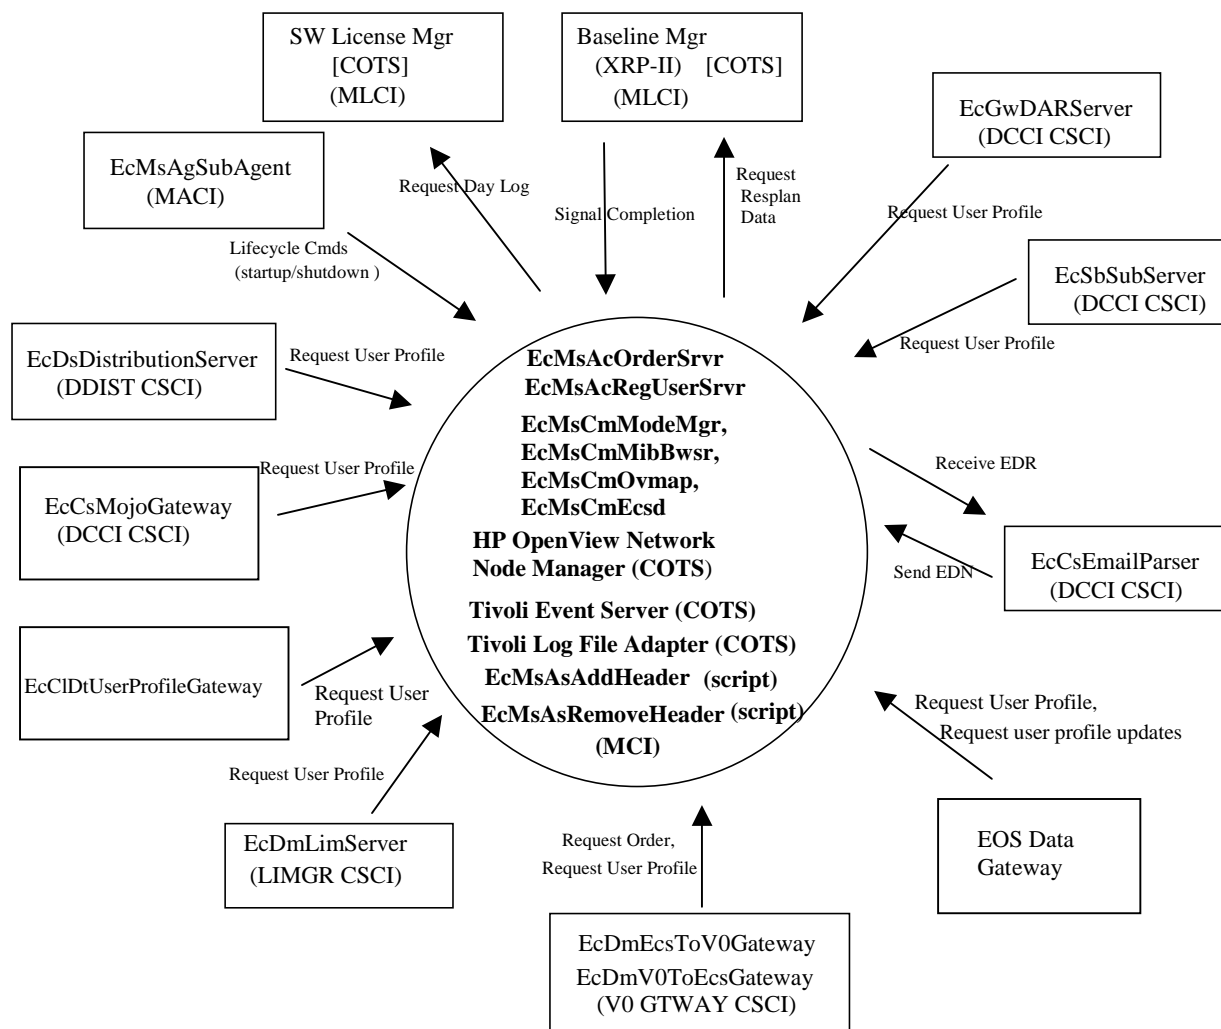 SW License Mgr
[COTS]
(MLCI)
Baseline Mgr
(XRP-II) [COTS]
(MLCI)
EcGwDARServer
(DCCI CSCI)
EcMsAgSubAgent
(MACI)
Request Day Log
Signal Completion
Request
Resplan
Data
Request User Profile
Lifecycle Cmds
(startup/shutdown )
EcSbSubServer
(DCCI CSCI)
EcDsDistributionServer
(DDIST CSCI)
Request User Profile
Request User Profile
EcMsAcOrderSrvr
EcMsAcRegUserSrvr
EcMsCmModeMgr,
EcMsCmMibBwsr,
EcMsCmOvmap,
EcMsCmEcsd
HP OpenView Network
Node Manager (COTS)
Tivoli Event Server (COTS)
Tivoli Log File Adapter (COTS)
EcMsAsAddHeader (script)
EcMsAsRemoveHeader (script)
(MCI)
Request User Profile
EcCsMojoGateway
(DCCI CSCI)
Receive EDR
Send EDN
EcCsEmailParser
(DCCI CSCI)
EcClDtUserProfileGateway
Request User
Profile
Request User Profile,
Request user profile updates
Request User Profile
EcDmLimServer
(LIMGR CSCI)
Request Order,
Request User Profile
EOS Data
Gateway
EcDmEcsToV0Gateway
EcDmV0ToEcsGateway
(V0 GTWAY CSCI)